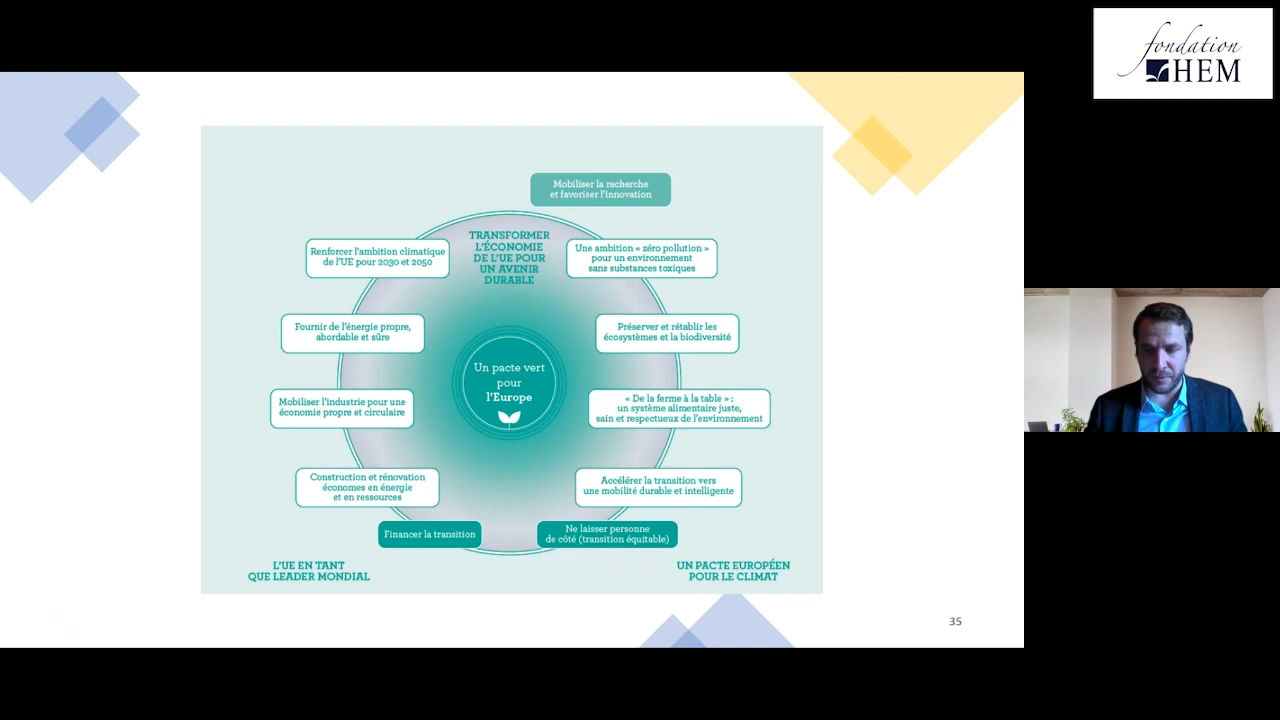 fondation
HEM
Mobiliser la recherche
et favoriser l'innovation
TRANSFORMER
L'ÉCONOMIE
DE L'UE POUR
UN AVENIR
DURABLE
Renforcer l'ambition climatique
de l'UE pour 2030 et 2050
Une ambition « zéro pollution »
pour un environnement
sans substances toxiques
Fournir de l'énergie propre,
abordable et sûre
Préserver et rétablir les
écosystèmes et la biodiversité
Un pacte vert
pour
l'Europe
Mobiliser l'industrie pour une
économie propre et circulaire
« De la ferme à la table » :
un système alimentaire juste,
sain et respectueux de l'environnement
Construction et rénovation
économes en énergie
et en ressources
Accélérer la transition vers
une mobilité durable et intelligente
Financer la transition
Ne laisser personne
de côté (transition équitable)
L'UE EN TANT
QUE LEADER MONDIAL
UN PACTE EUROPÉEN
POUR LE CLIMAT
35